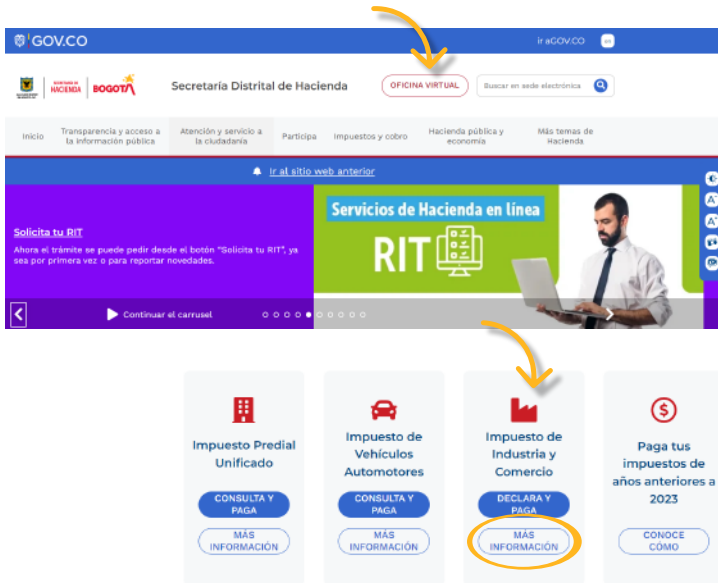 GOV.CO
ir aGOV.CO
HACIENDA
BOGOTÁ
Secretaría Distrital de Hacienda
OFICINA VIRTUAL
Buscar en sede electrónica
Inicio
Transparencia y acceso a
la información pública
Atención y servicio a
la ciudadanía
Participa
Impuestos y cobro
Hacienda pública y
economía
Más temas de
Hacienda
Ir al sitio web anterior
Solicita tu RIT
Ahora el trámite se puede pedir desde el botón "Solicita tu RIT", ya
sea por primera vez o para reportar
novedades.
Servicios de Hacienda en línea
RIT
Continuar el carrusel
Impuesto Predial
Unificado
CONSULTA Y
PAGA
MÁS
INFORMACIÓN
Impuesto de
Vehículos
Automotores
CONSULTA Y
PAGA
MÁS
INFORMACIÓN
Impuesto de
Industria y
Comercio
DECLARA Y
PAGA
MÁS
INFORMACIÓN
Paga tus
impuestos de
años anteriores a
2023
CONOCE
CÓMO